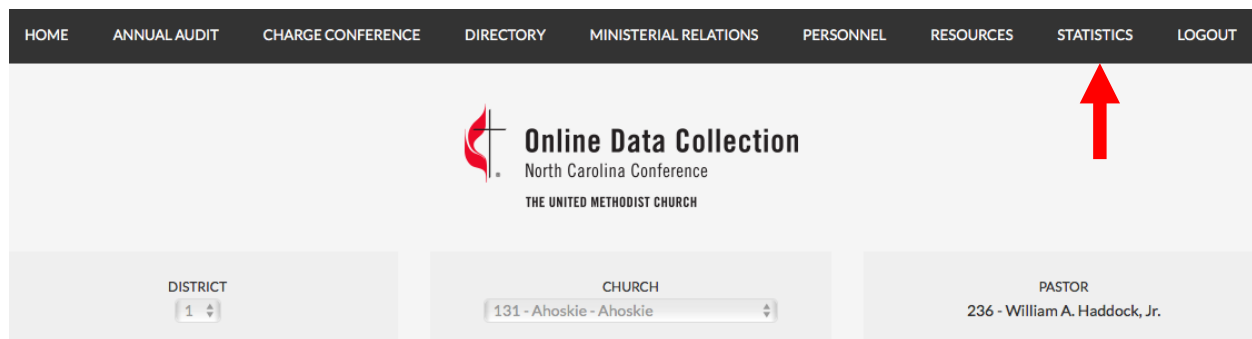 HOME ANNUAL AUDIT CHARGE CONFERENCE DIRECTORY MINISTERIAL RELATIONS PERSONNEL RESOURCES STATISTICS LOGOUT
Online Data Collection
North Carolina Conference
THE UNITED METHODIST CHURCH
DISTRICT CHURCH PASTOR
1 131 - Ahoskie - Ahoskie 236 - William A. Haddock, Jr.